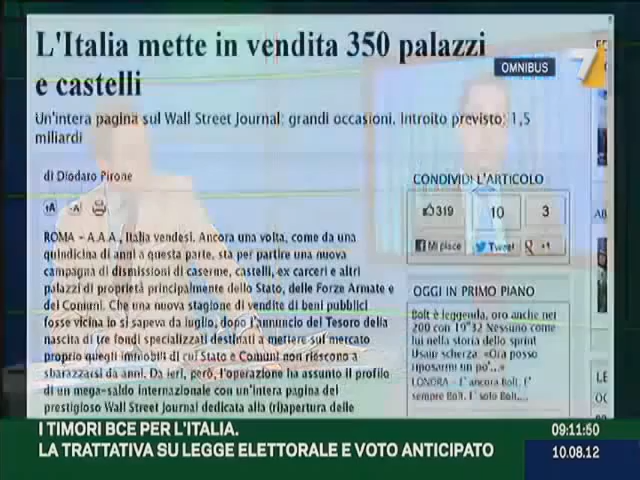 L'Italia mette in vendita 350 palazzi
e castelli
OMNIBUS
7
Un'intera pagina sul Wall Street Journal: grandi occasioni. Introito previsto: 1,5
miliardi
di Diodaro Pirone
CONDIVIDI L'ARTICOLO
+A -A
319 10 3
Mi piace Tweet +1
ROMA - A.A.A., Italia vendesi. Ancora una volta, come da una
quindicina di anni a questa parte, sta per partire una nuova
campagna di dismissioni di caserme, castelli, ex carceri e altri
palazzi di proprietà principalmente dello Stato, delle Forze Armate e
dei Comuni. Che una nuova stagione di vendite di beni pubblici
fosse vicina lo si sapeva da luglio, dopo l'annuncio del Tesoro della
nascita di tre fondi specializzati destinati a mettere sul mercato
proprio quegli immobili di cui Stato e Comuni non riescono a
sbarazzarsi da anni. Da ieri, però, l'operazione ha assunto il profilo
di un mega-saldo internazionale con un'intera pagina del
prestigioso Wall Street Journal dedicata alla (ri)apertura delle
OGGI IN PRIMO PIANO
Bolt è leggenda, oro anche nei
200 con 19"32 Nessuno come
lui nella storia dello sprint
Usain scherza: «Ora posso
riposarmi un po'...»
LONDRA - E' ancora Bolt. E'
sempre Bolt. E' solo Bolt...
AB
LE
I TIMORI BCE PER L'ITALIA.
LA TRATTATIVA SU LEGGE ELETTORALE E VOTO ANTICIPATO
09:11:50
10.08.12